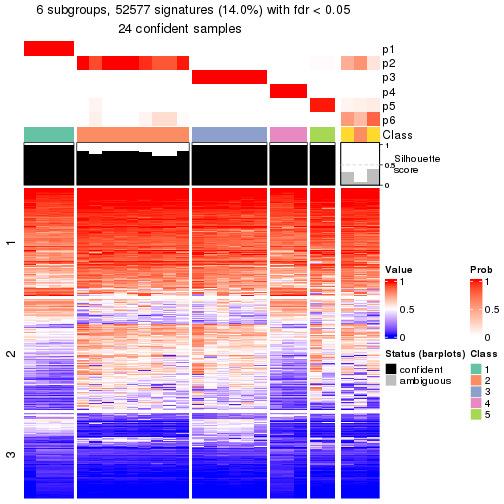 6 subgroups, 52577 signatures (14.0%) with fdr < 0.05
24 confident samples
p1
p2
p3
p4
p5
p6
Class
1
0.5
0
Silhouette
score
1
2
3
Value
1
0.5
0
Prob
1
0.5
0
Status (barplots)
confident
ambiguous
Class
1
2
3
4
5